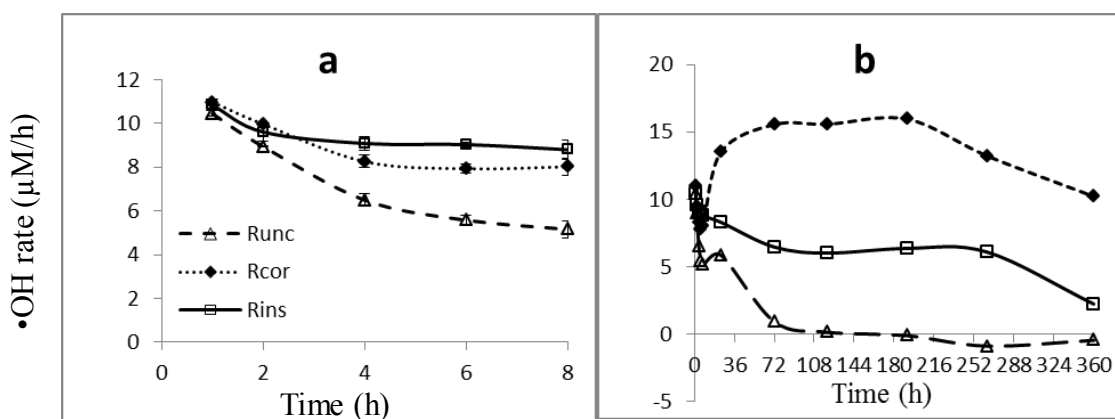 •OH rate (µM/h)
a
12
10
8
6
4
2
0
Runc
Rcor
Rins
0 2 4 6 8
Time (h)
b
20
15
10
5
0
-5
0 36 72 108 144 180 216 252 288 324 360
Time (h)